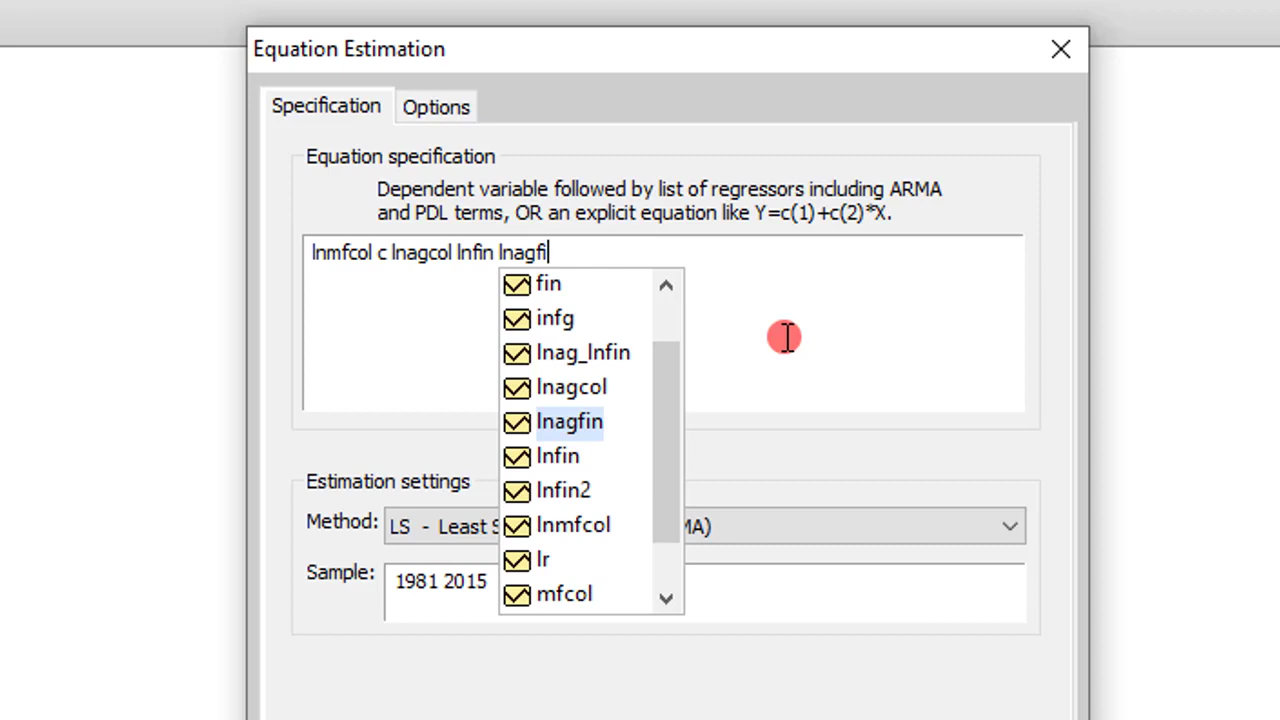 Equation Estimation
Specification
Options
Equation specification
Dependent variable followed by list of regressors including ARMA
and PDL terms, OR an explicit equation like Y=c(1)+c(2)*X.
lnmfcol c lnagcol lnfin lnagfi
fin
infg
lnag_lnfin
lnagcol
lnagfin
lnfin
lnfin2
lnmfcol
lr
mfcol
Estimation settings
Method:
LS - Least S MA)
Sample:
1981 2015